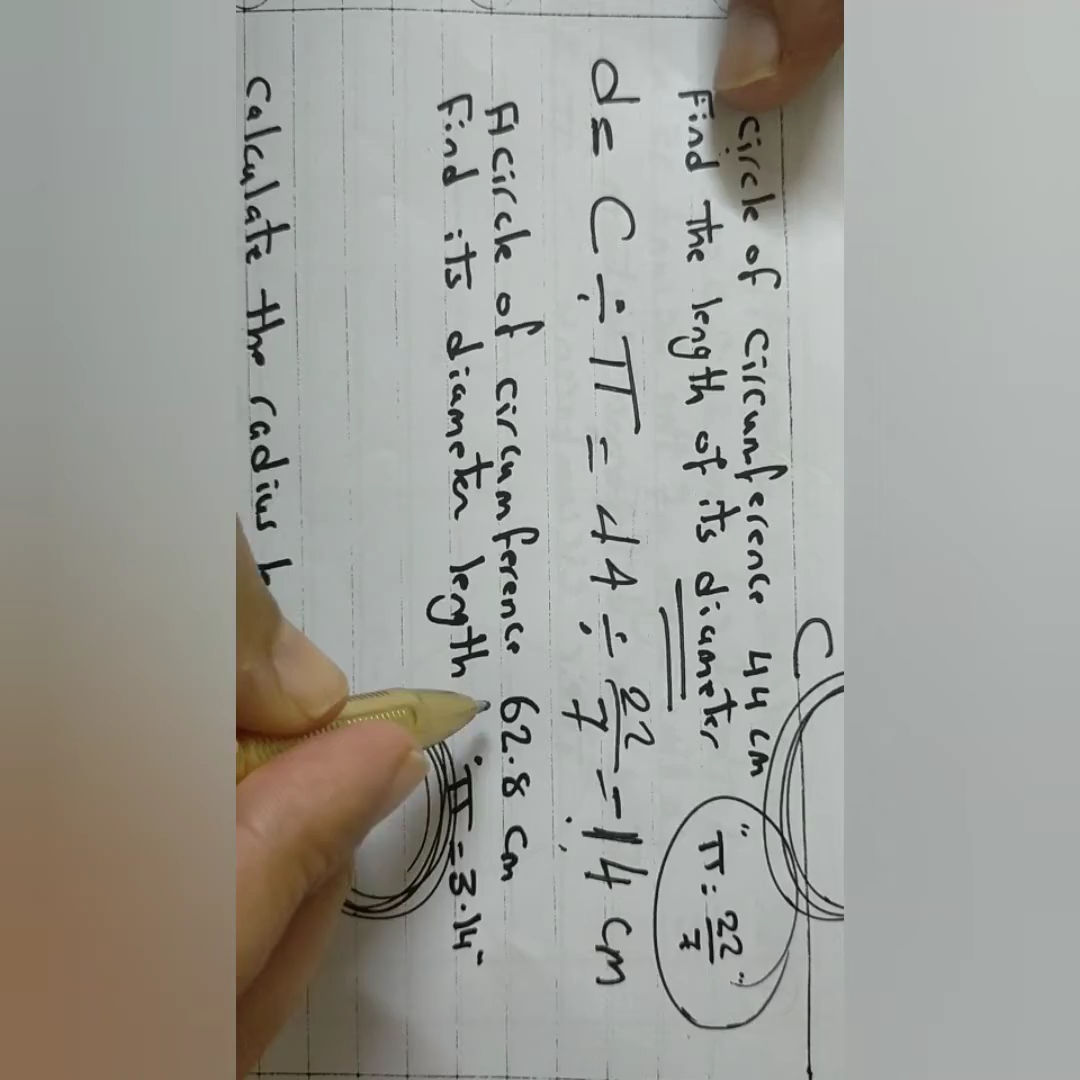 circle of circumference 44 cm
Find the length of its diameter "π = 22/7"
d = C ÷ π = 44 ÷ 22/7 = 14 cm
A circle of circumference 62.8 cm
Find its diameter length "π = 3.14"
Calculate the radius